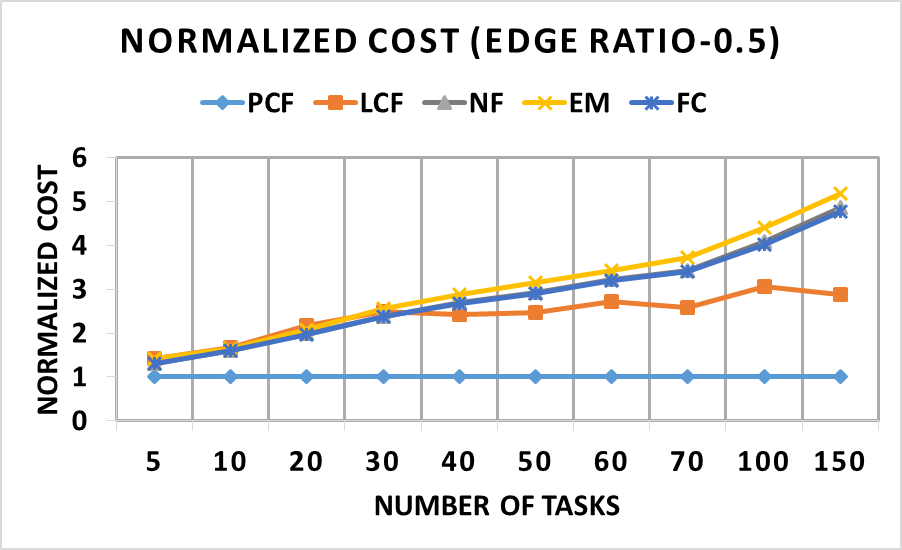 NORMALIZED COST (EDGE RATIO-0.5)
PCF LCF NF EM FC
NORMALIZED COST
6
5
4
3
2
1
0
5 10 20 30 40 50 60 70 100 150
NUMBER OF TASKS